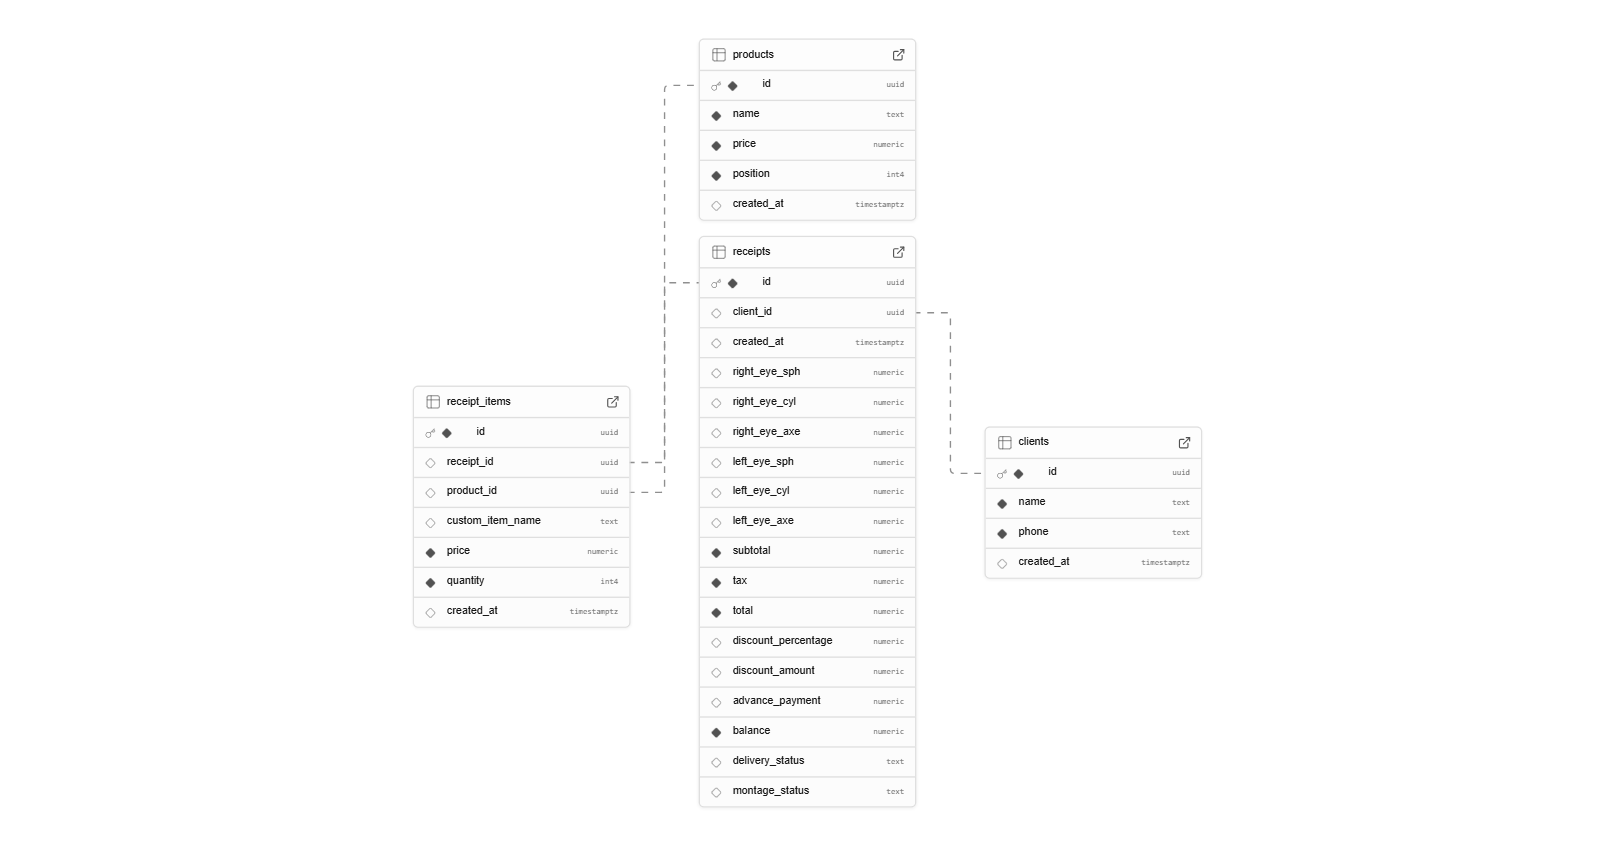 products
id uuid
name text
price numeric
position int4
created_at timestamptz
receipts
id uuid
client_id uuid
created_at timestamptz
right_eye_sph numeric
right_eye_cyl numeric
right_eye_axe numeric
left_eye_sph numeric
left_eye_cyl numeric
left_eye_axe numeric
subtotal numeric
tax numeric
total numeric
discount_percentage numeric
discount_amount numeric
advance_payment numeric
balance numeric
delivery_status text
montage_status text
receipt_items
id uuid
receipt_id uuid
product_id uuid
custom_item_name text
price numeric
quantity int4
created_at timestamptz
clients
id uuid
name text
phone text
created_at timestamptz